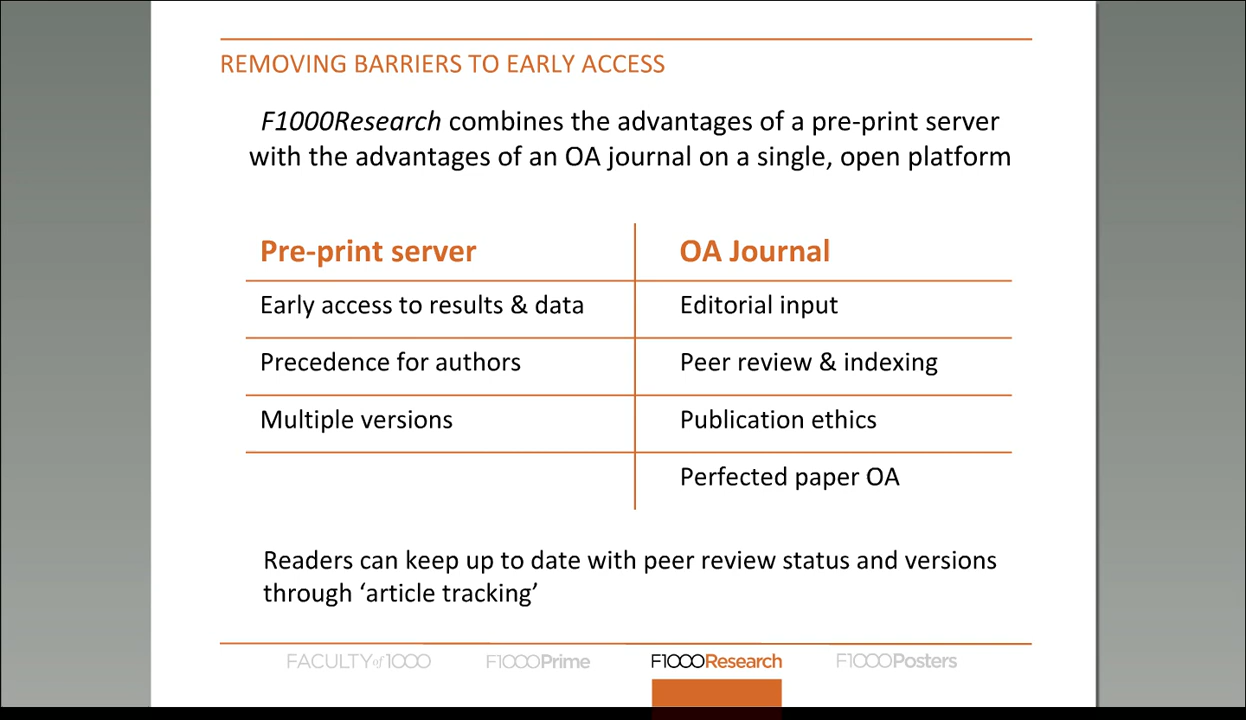 REMOVING BARRIERS TO EARLY ACCESS
F1000Research combines the advantages of a pre-print server
with the advantages of an OA journal on a single, open platform
Pre-print server
OA Journal
Early access to results & data
Editorial input
Precedence for authors
Peer review & indexing
Multiple versions
Publication ethics
Perfected paper OA
Readers can keep up to date with peer review status and versions
through ‘article tracking’
FACULTY of 1000
F1000Prime
F1000Research
F1000Posters